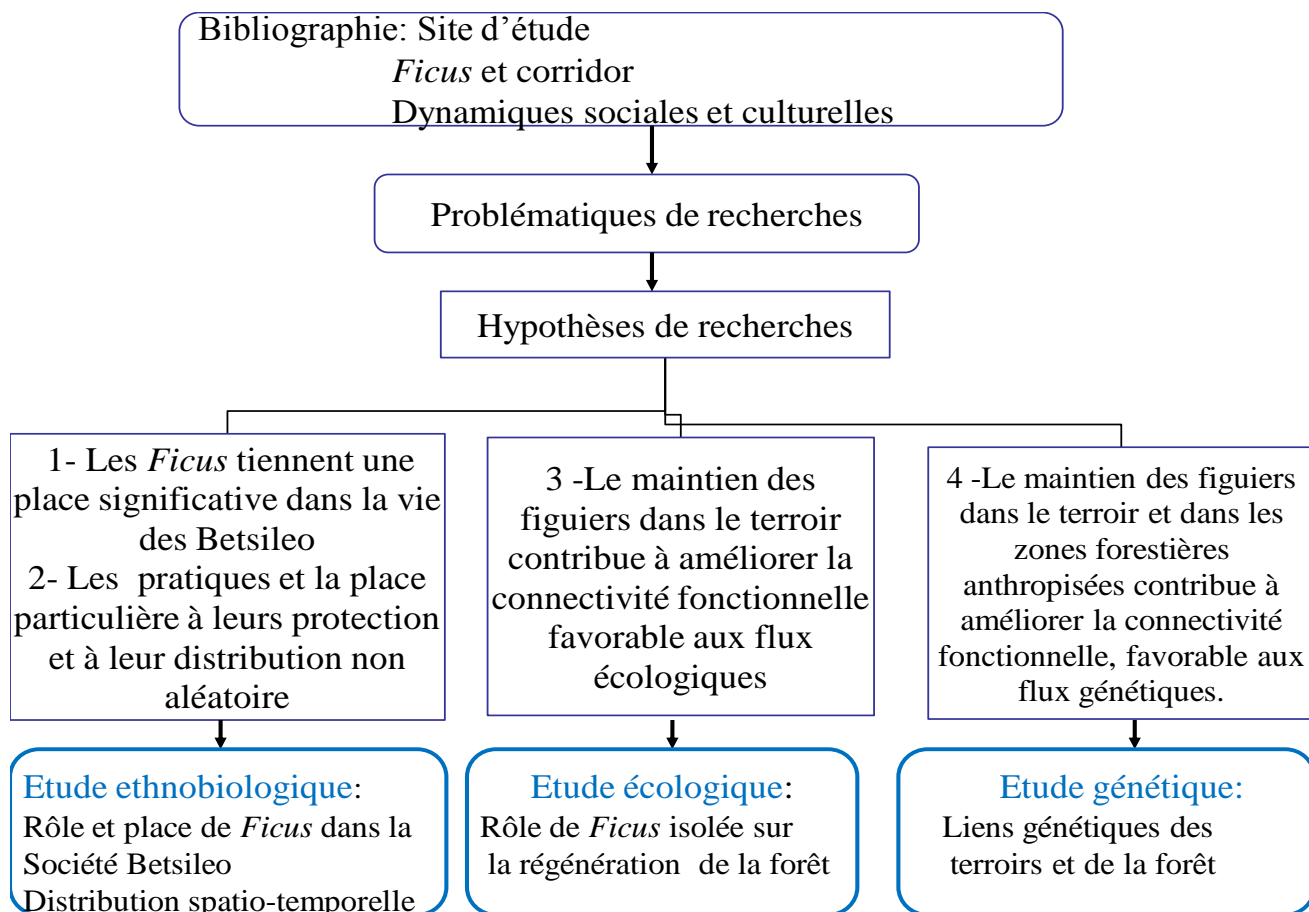 Bibliographie: Site d’étude
Ficus et corridor
Dynamiques sociales et culturelles
Problématiques de recherches
Hypothèses de recherches
1- Les Ficus tiennent une
place significative dans la vie
des Betsileo
2- Les pratiques et la place
particulière à leurs protection
et à leur distribution non
aléatoire
3 -Le maintien des
figuiers dans le terroir
contribue à améliorer la
connectivité fonctionnelle
favorable aux flux
écologiques
4 -Le maintien des figuiers
dans le terroir et dans les
zones forestières
anthropisées contribue à
améliorer la connectivité
fonctionnelle, favorable aux
flux génétiques.
Etude ethnobiologique:
Rôle et place de Ficus dans la
Société Betsileo
Distribution spatio-temporelle
Etude écologique:
Rôle de Ficus isolée sur
la régénération de la forêt
Etude génétique:
Liens génétiques des
terroirs et de la forêt